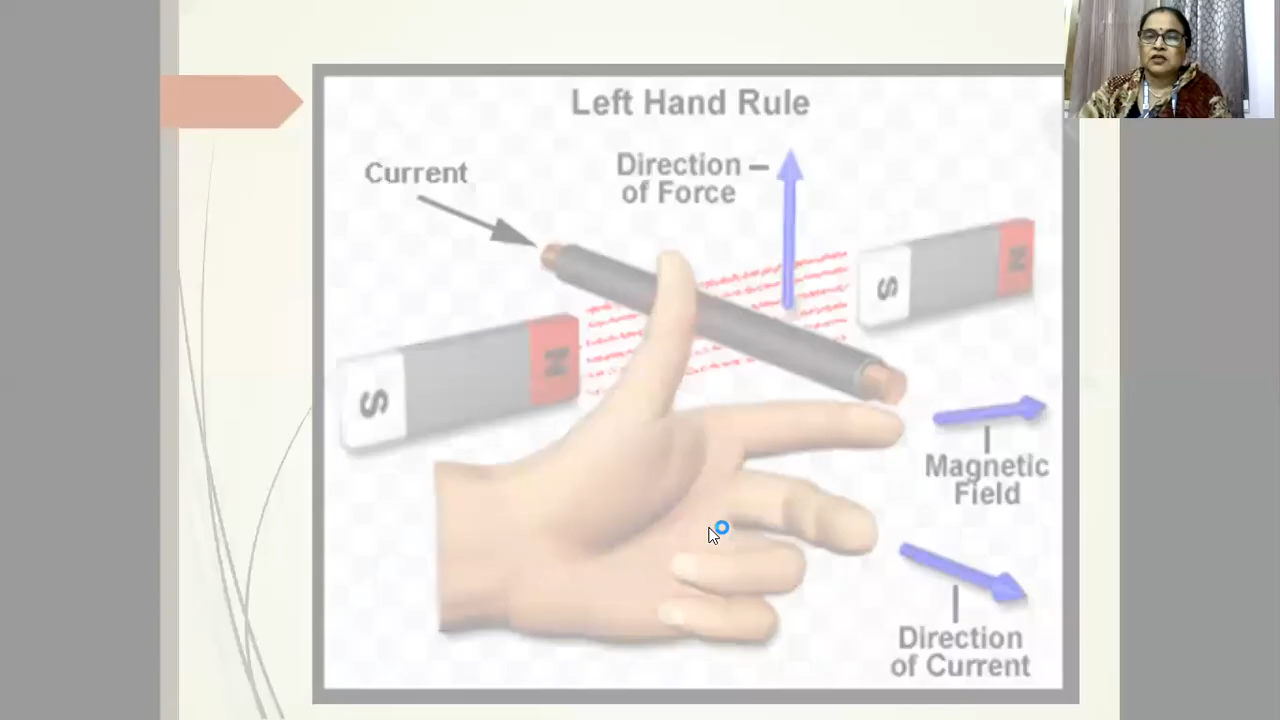 Left Hand Rule
Current
Direction –
of Force
S
N
N
S
Magnetic
Field
Direction
of Current